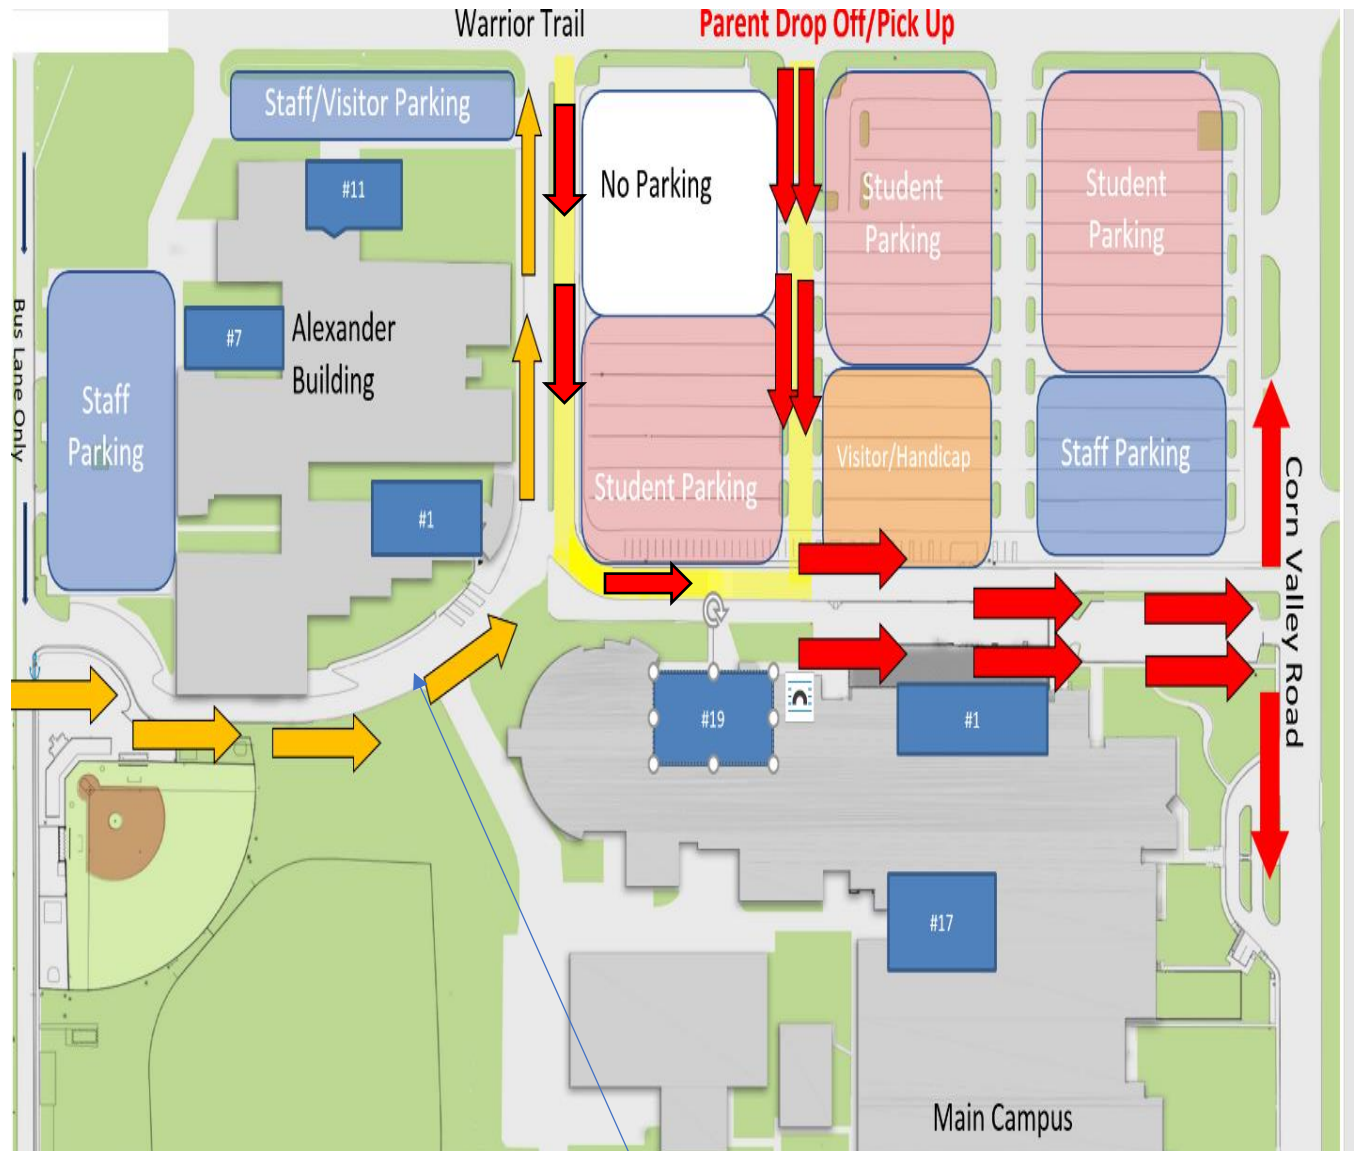 Warrior Trail
Parent Drop Off/Pick Up
Staff/Visitor Parking
#11
No Parking
Student
Parking
Student
Parking
Bus Lane Only
#7
Alexander
Building
Staff
Parking
#1
Student Parking
Visitor/Handicap
Staff Parking
Corn Valley Road
#19
#1
#17
Main Campus